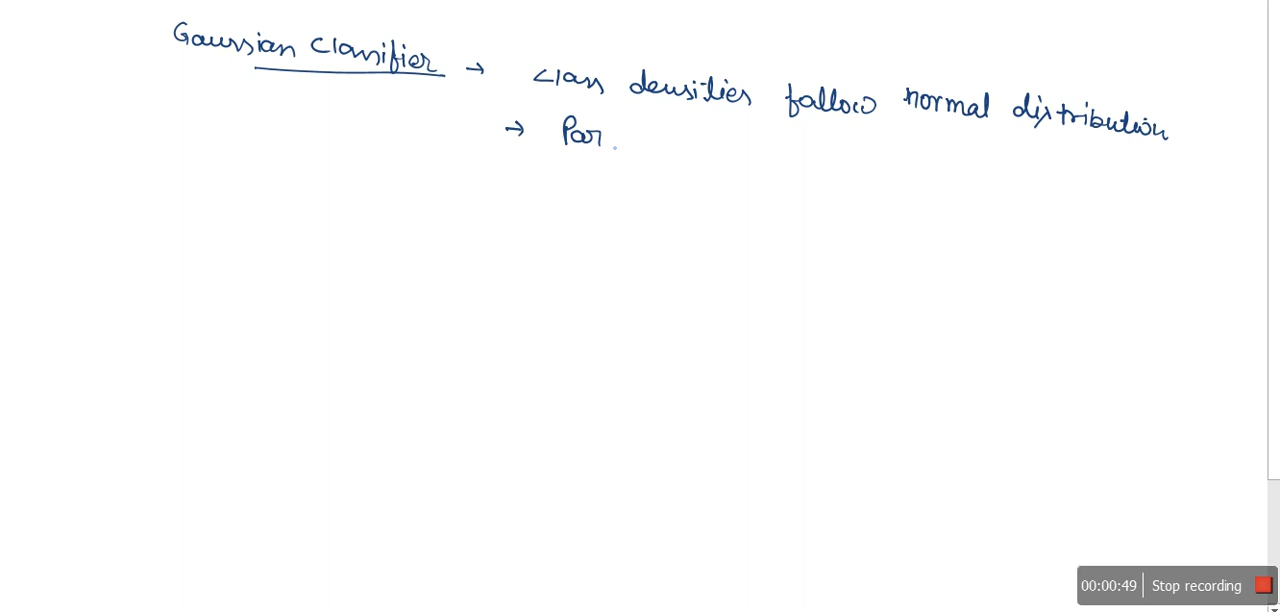 Gaussian Classifier → class densities follow normal distribution
→ Par
00:00:49 Stop recording